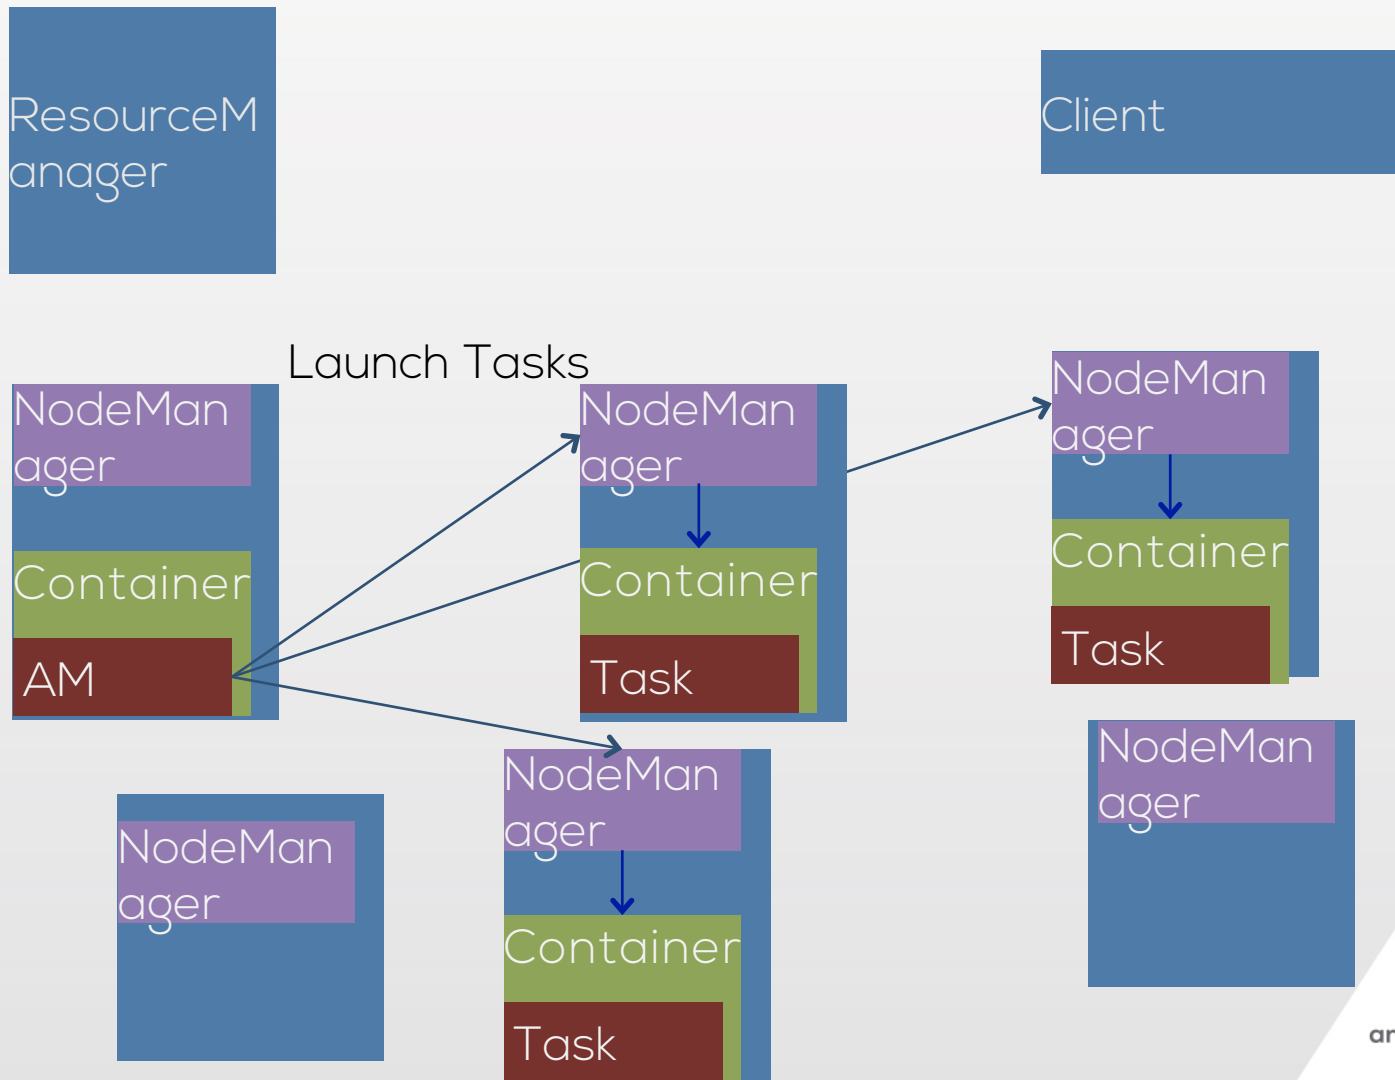 ResourceM
anager
Client
Launch Tasks
NodeMan
ager
Container
AM
NodeMan
ager
Container
Task
NodeMan
ager
Container
Task
NodeMan
ager
NodeMan
ager
Container
Task
NodeMan
ager